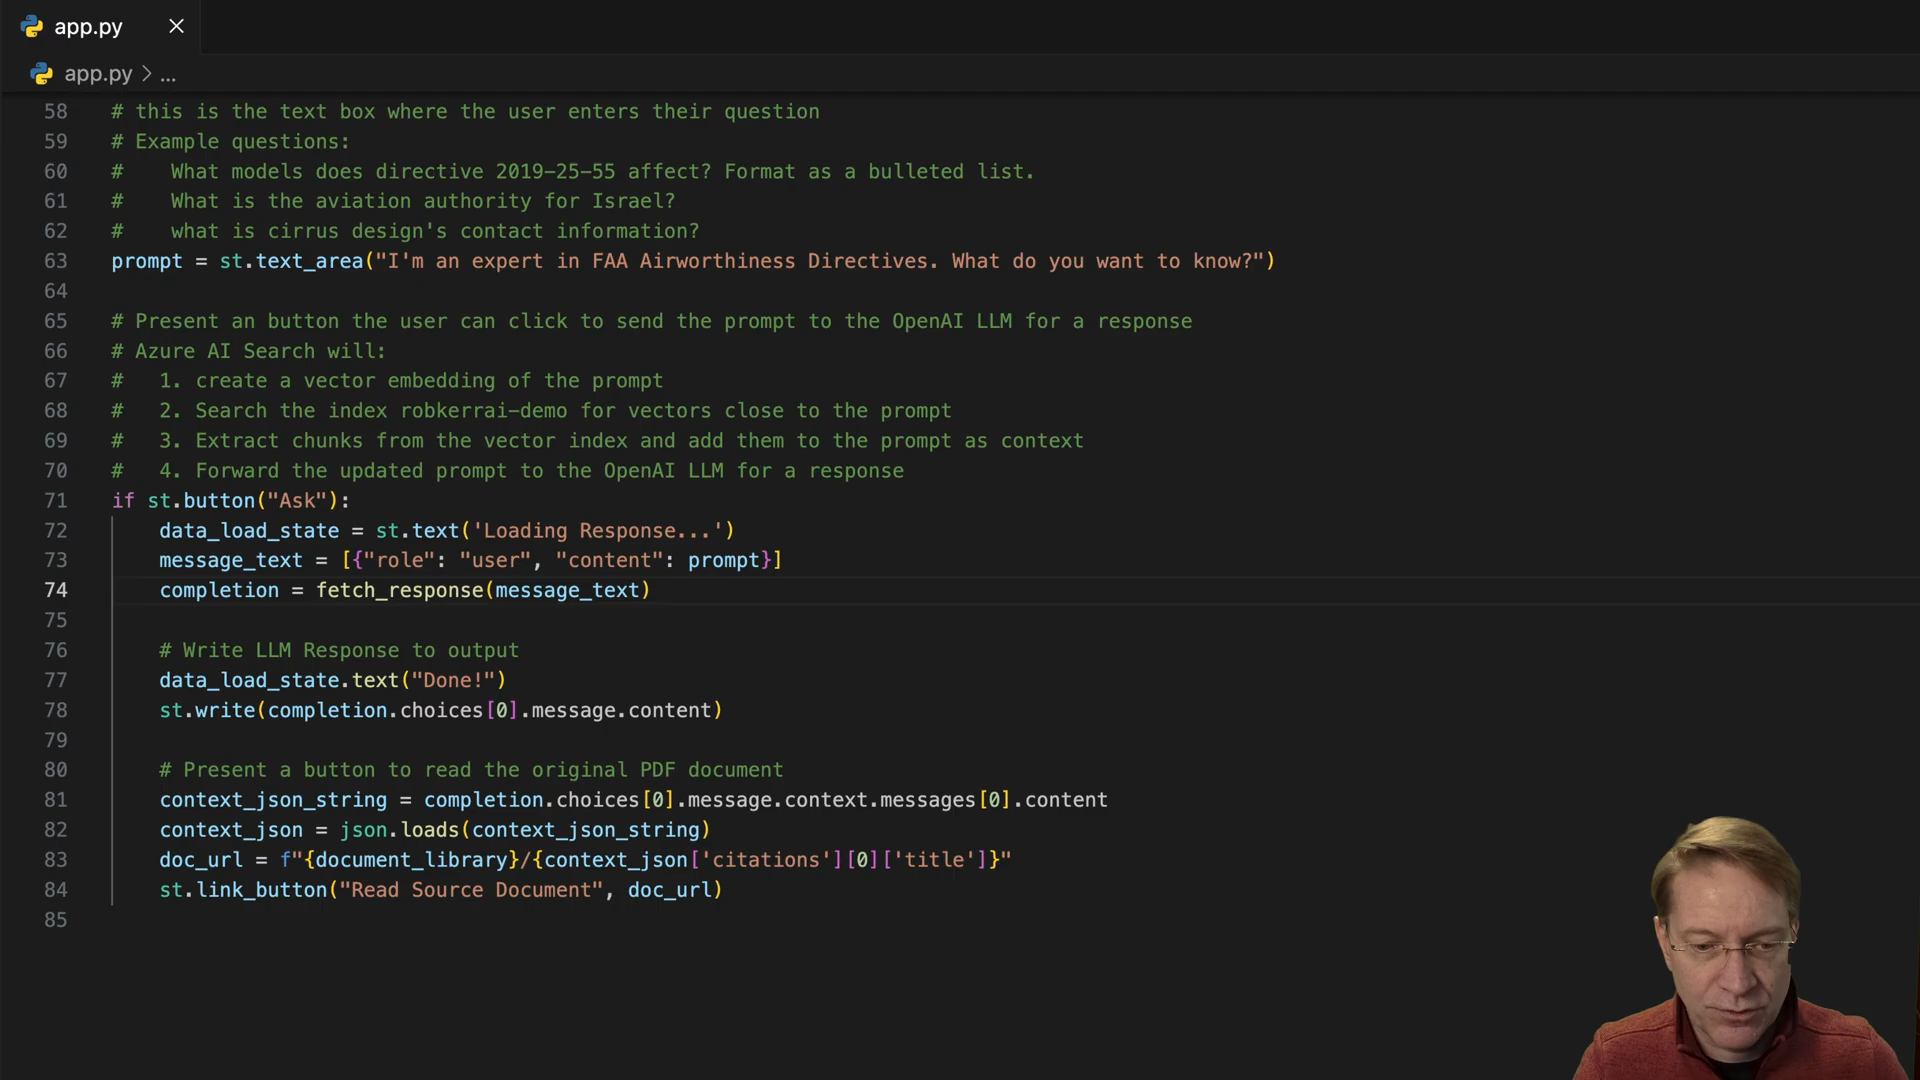 app.py
app.py > ...
58 # this is the text box where the user enters their question
59 # Example questions:
60 #    What models does directive 2019-25-55 affect? Format as a bulleted list.
61 #    What is the aviation authority for Israel?
62 #    what is cirrus design's contact information?
63 prompt = st.text_area("I'm an expert in FAA Airworthiness Directives. What do you want to know?")
64
65 # Present an button the user can click to send the prompt to the OpenAI LLM for a response
66 # Azure AI Search will:
67 #   1. create a vector embedding of the prompt
68 #   2. Search the index robkerrai-demo for vectors close to the prompt
69 #   3. Extract chunks from the vector index and add them to the prompt as context
70 #   4. Forward the updated prompt to the OpenAI LLM for a response
71 if st.button("Ask"):
72     data_load_state = st.text('Loading Response...')
73     message_text = [{"role": "user", "content": prompt}]
74     completion = fetch_response(message_text)
75
76     # Write LLM Response to output
77     data_load_state.text("Done!")
78     st.write(completion.choices[0].message.content)
79
80     # Present a button to read the original PDF document
81     context_json_string = completion.choices[0].message.context.messages[0].content
82     context_json = json.loads(context_json_string)
83     doc_url = f"{document_library}/{context_json['citations'][0]['title']}"
84     st.link_button("Read Source Document", doc_url)
85